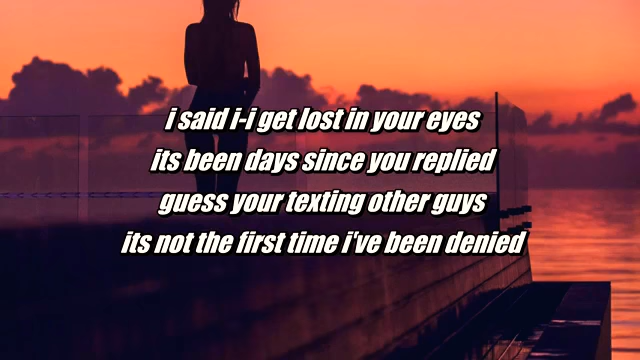 i said i-i get lost in your eyes
its been days since you replied
guess your texting other guys
its not the first time i've been denied